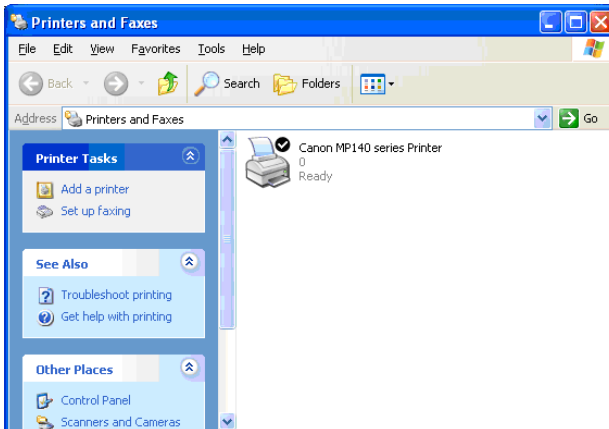 Printers and Faxes
File Edit View Favorites Tools Help
Back Search Folders
Address Printers and Faxes Go
Printer Tasks
Add a printer
Set up faxing
See Also
Troubleshoot printing
Get help with printing
Other Places
Control Panel
Scanners and Cameras
Canon MP140 series Printer
0
Ready